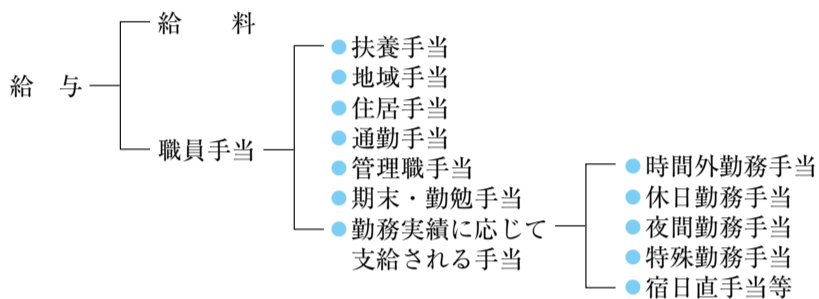 給与
給料
職員手当
扶養手当
地域手当
住居手当
通勤手当
管理職手当
期末・勤勉手当
勤務実績に応じて
支給される手当
時間外勤務手当
休日勤務手当
夜間勤務手当
特殊勤務手当
宿日直手当等